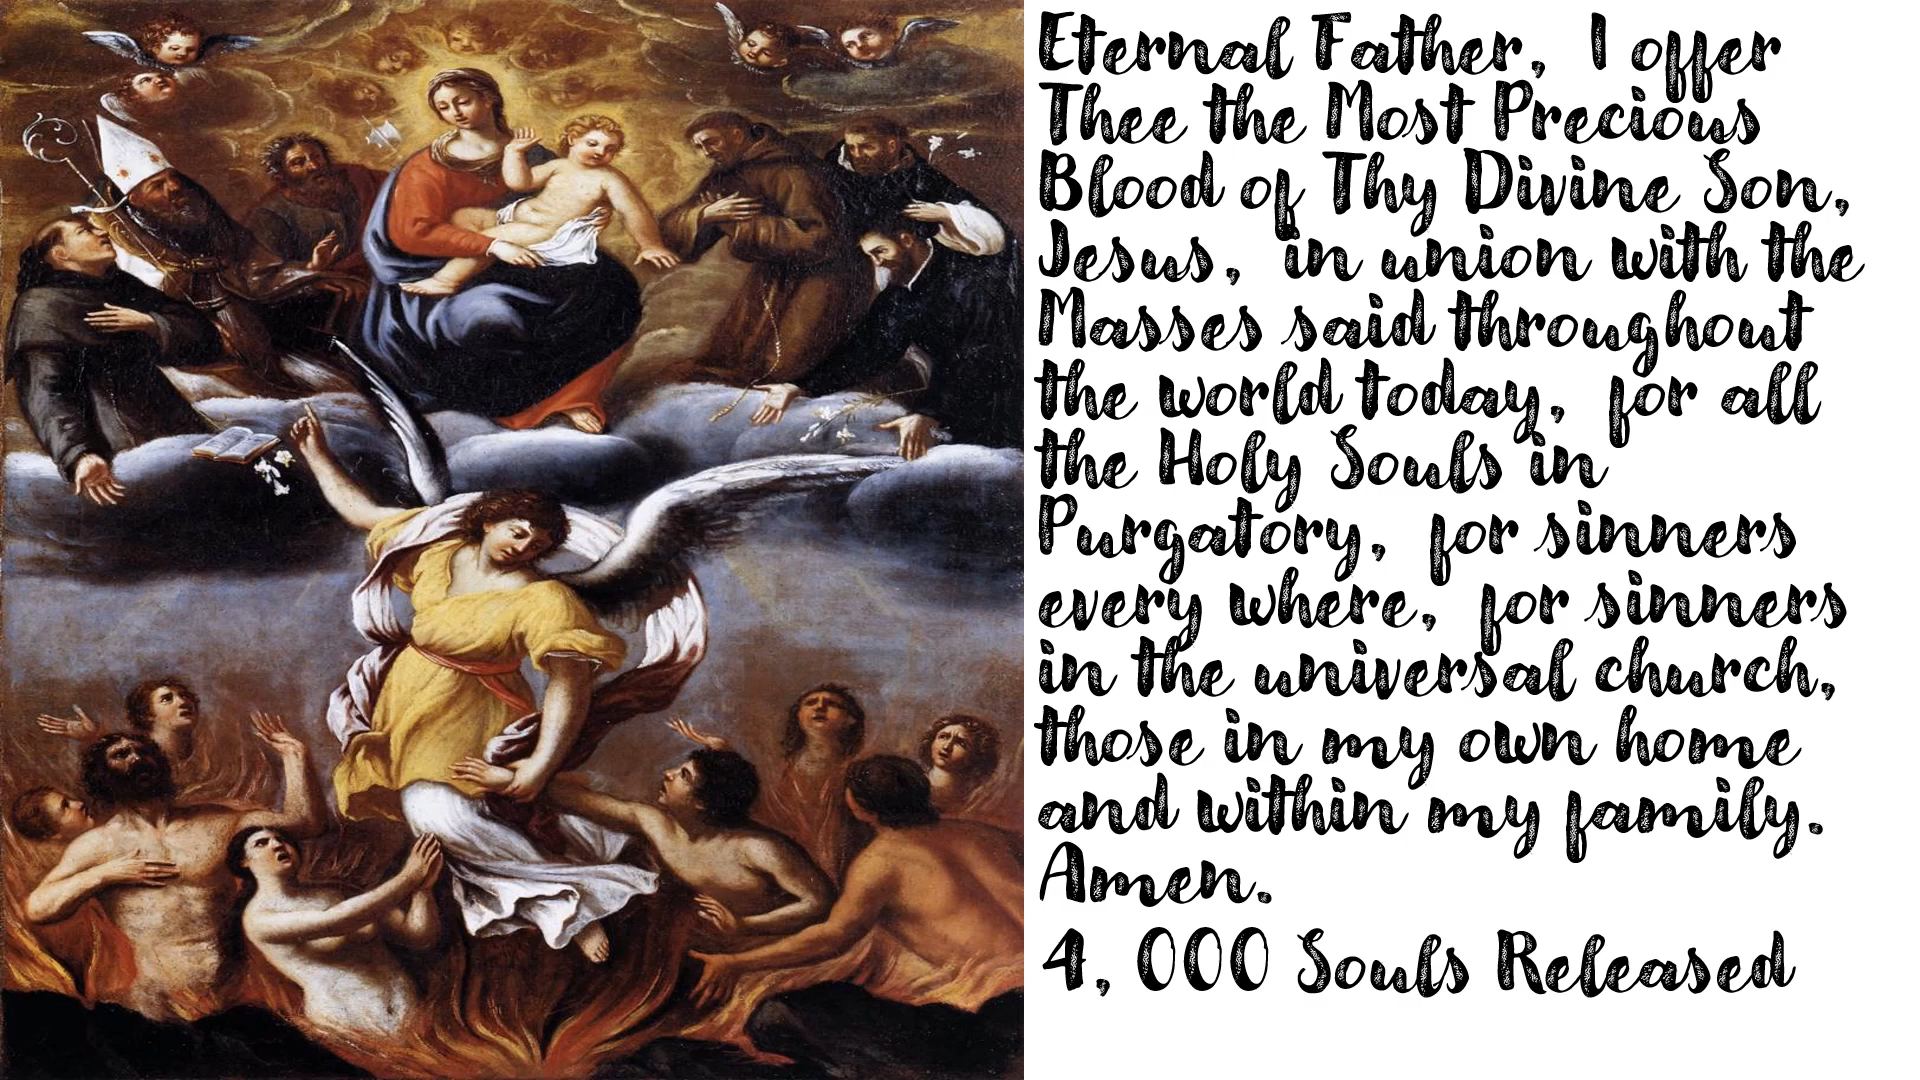 Eternal Father, I offer
Thee the Most Precious
Blood of Thy Divine Son,
Jesus, in union with the
Masses said throughout
the world today, for all
the Holy Souls in
Purgatory, for sinners
every where, for sinners
in the universal church,
those in my own home
and within my family.
Amen.
4, 000 Souls Released